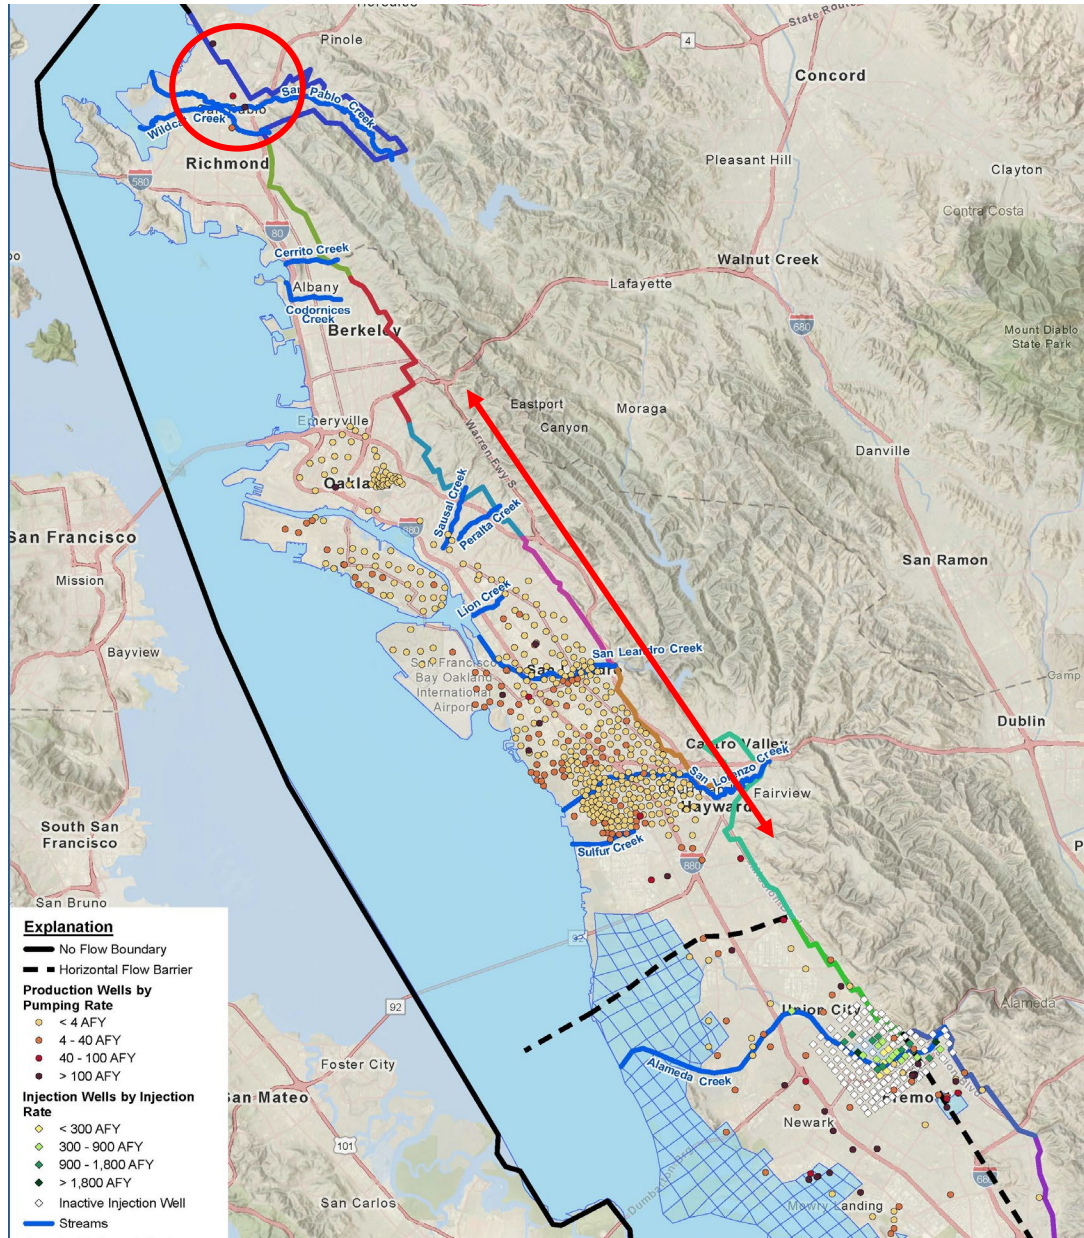 Hercules
Pinole
State Route
4
Concord
San Pablo Creek
San Pablo
Wildcat Creek
Richmond
Pleasant Hill
Clayton
580
Contra Costa
80
Cerrito Creek
Walnut Creek
Albany
Lafayette
Codornices
Creek
Berkeley
680
Mount Diablo
State Park
Eastport
Moraga
Canyon
Emeryville
Warren Fwy S
Danville
Oakland
Sausal Creek
Peralta Creek
880
San Francisco
San Ramon
Mission
Lion Creek
Bayview
San Leandro Creek
San Francisco
Bay Oakland
International
Airport
Camp
Dublin
Castro Valley
San Lorenzo Creek
Fairview
Hayward
South San
Francisco
Sulfur Creek
880
San Bruno
92
Explanation
No Flow Boundary
Horizontal Flow Barrier
Production Wells by
Pumping Rate
< 4 AFY
4 - 40 AFY
40 - 100 AFY
> 100 AFY
Injection Wells by Injection
Rate
< 300 AFY
300 - 900 AFY
900 - 1,800 AFY
> 1,800 AFY
Inactive Injection Well
Streams
92
Union City
Alameda
Foster City
Alameda Creek
San Mateo
Fremont
Newark
101
680
San Carlos
Mowry Landing